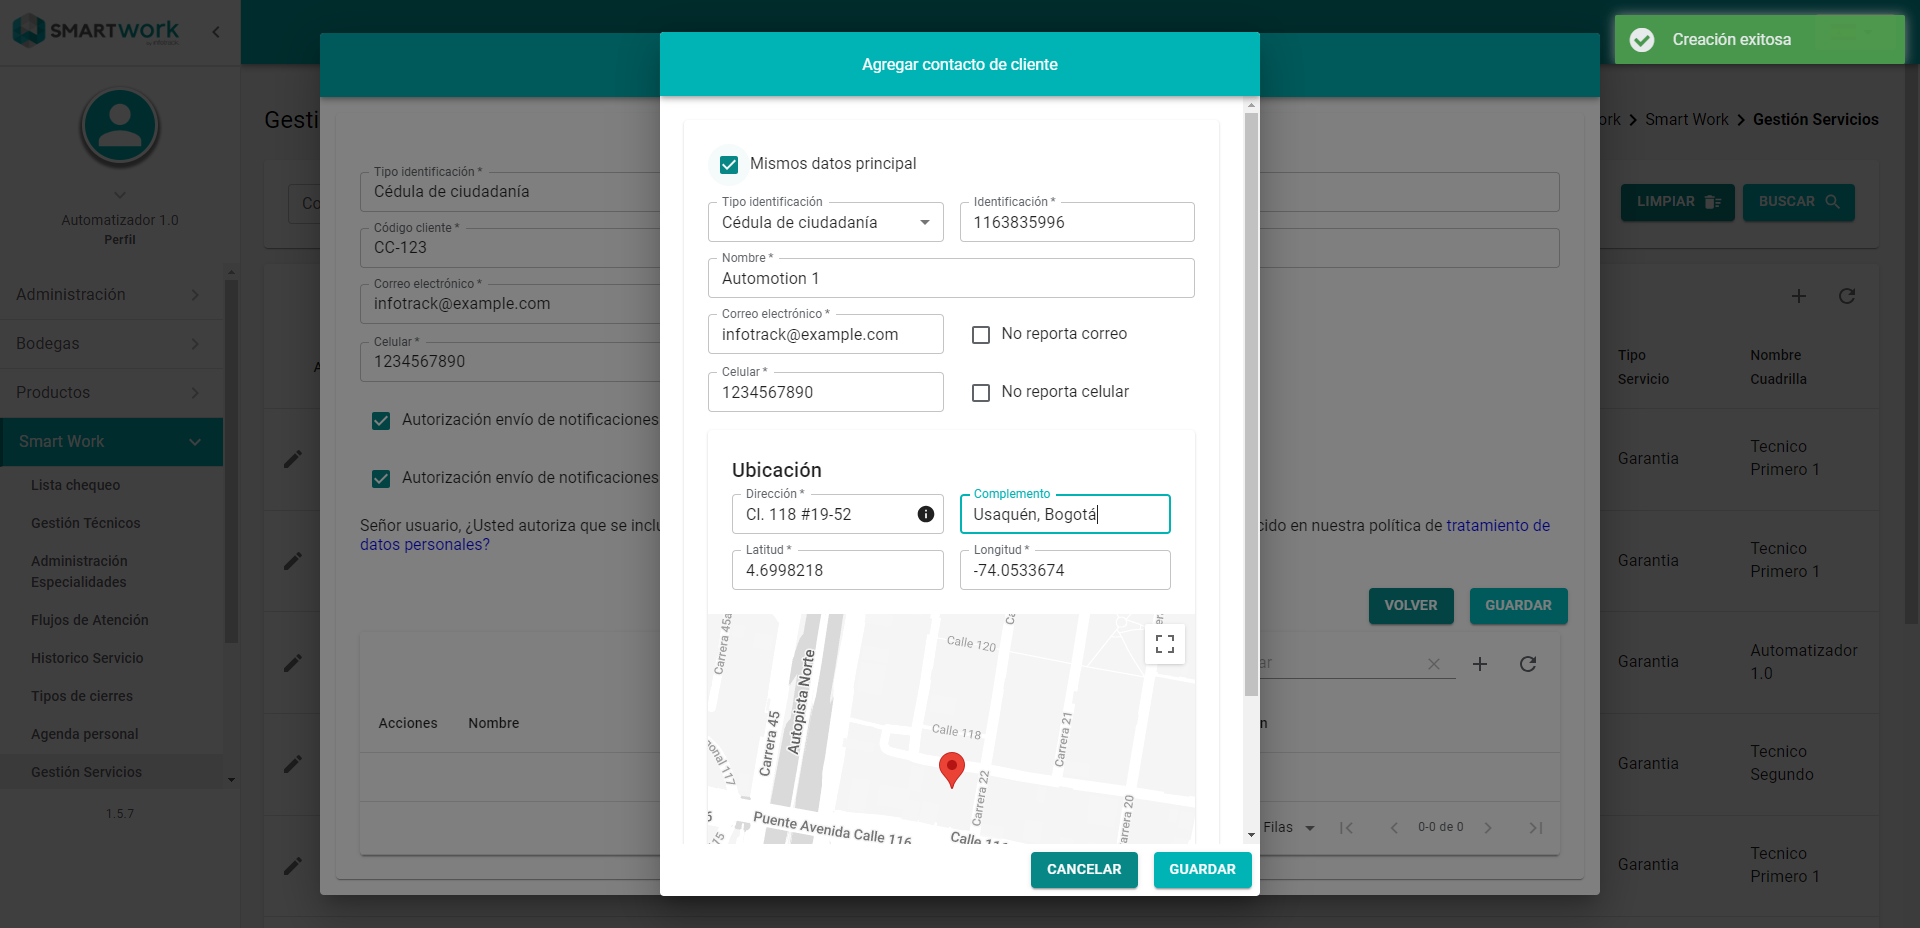 SMARTWORK
Creación exitosa
Agregar contacto de cliente
Gesti
ork > Smart Work > Gestión Servicios
Automatizador 1.0
Perfil
Administración
Bodegas
Productos
Smart Work
Lista chequeo
Gestión Técnicos
Administración
Especialidades
Flujos de Atención
Historico Servicio
Tipos de cierres
Agenda personal
Gestión Servicios
1.5.7
Co
Tipo identificación *
Cédula de ciudadanía
Código cliente *
CC-123
Correo electrónico *
infotrack@example.com
Celular *
1234567890
Autorización envío de notificaciones
Autorización envío de notificaciones
Señor usuario, ¿Usted autoriza que se inclu
cido en nuestra política de tratamiento de
datos personales?
VOLVER
GUARDAR
Acciones Nombre
Filas
0-0 de 0
Mismos datos principal
Tipo identificación
Cédula de ciudadanía
Identificación *
1163835996
Nombre *
Automotion 1
Correo electrónico *
infotrack@example.com
No reporta correo
Celular *
1234567890
No reporta celular
Ubicación
Dirección *
Cl. 118 #19-52
Complemento
Usaquén, Bogotá
Latitud *
4.6998218
Longitud *
-74.0533674
Carrera 45a
Autopista Norte
Carrera 45
Calle 120
Calle 118
Carrera 21
Carrera 22
Carrera 20
Puente Avenida Calle 116
CANCELAR
GUARDAR
LIMPIAR
BUSCAR
Tipo
Servicio
Nombre
Cuadrilla
Garantia
Tecnico
Primero 1
Garantia
Tecnico
Primero 1
Garantia
Automatizador
1.0
Garantia
Tecnico
Segundo
Garantia
Tecnico
Primero 1